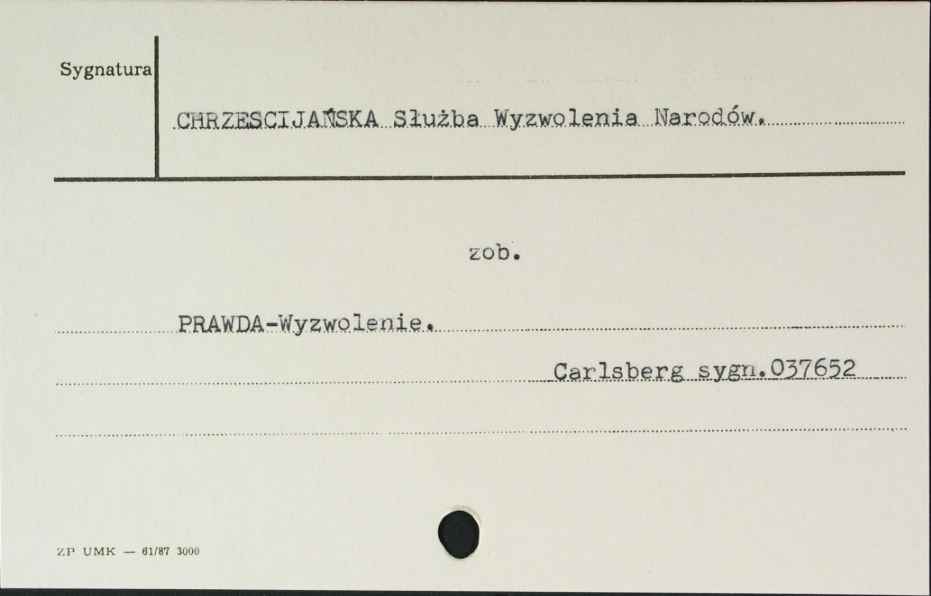 Sygnatura
CHRZESCIJAŃSKA Służba Wyzwolenia Narodów.
zob.
PRAWDA-Wyzwolenie.
Carlsberg sygn.037652
ZP UMK — 61/87 3000